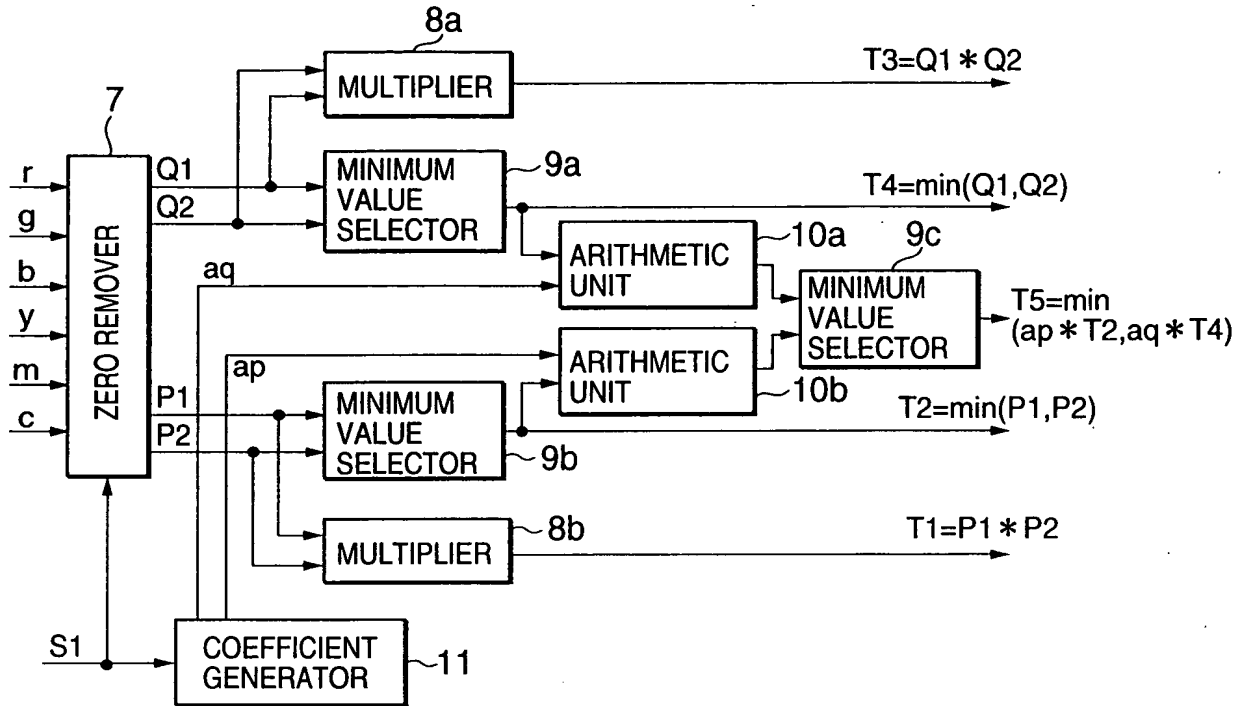 8a
MULTIPLIER
T3=Q1*Q2
7
ZERO REMOVER
r
g
b
y
m
c
Q1
Q2
MINIMUM
VALUE
SELECTOR
9a
T4=min(Q1,Q2)
aq
ARITHMETIC
UNIT
10a
9c
MINIMUM
VALUE
SELECTOR
T5=min
(ap*T2,aq*T4)
ap
ARITHMETIC
UNIT
10b
P1
P2
MINIMUM
VALUE
SELECTOR
9b
T2=min(P1,P2)
MULTIPLIER
8b
T1=P1*P2
S1
COEFFICIENT
GENERATOR
11